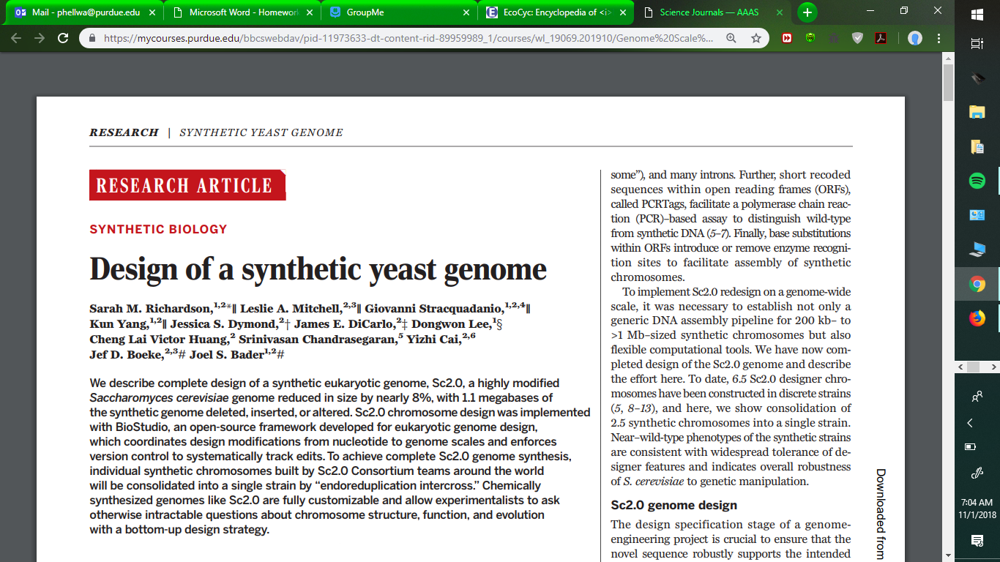 Mail - phellwa@purdue.edu
Microsoft Word - Homewor
GroupMe
EcoCyc: Encyclopedia of <i>
Science Journals — AAAS
https://mycourses.purdue.edu/bbcswebdav/pid-11973633-dt-content-rid-89959989_1/courses/wl_19069.201910/Genome%20Scale%...
RESEARCH | SYNTHETIC YEAST GENOME
RESEARCH ARTICLE
SYNTHETIC BIOLOGY
Design of a synthetic yeast genome
Sarah M. Richardson,1,2*‖ Leslie A. Mitchell,2,3‖ Giovanni Stracquadanio,1,2,4‖
Kun Yang,1,2‖ Jessica S. Dymond,2† James E. DiCarlo,2‡ Dongwon Lee,1§
Cheng Lai Victor Huang,2 Srinivasan Chandrasegaran,5 Yizhi Cai,2,6
Jef D. Boeke,2,3# Joel S. Bader1,2#
We describe complete design of a synthetic eukaryotic genome, Sc2.0, a highly modified
Saccharomyces cerevisiae genome reduced in size by nearly 8%, with 1.1 megabases of
the synthetic genome deleted, inserted, or altered. Sc2.0 chromosome design was implemented
with BioStudio, an open-source framework developed for eukaryotic genome design,
which coordinates design modifications from nucleotide to genome scales and enforces
version control to systematically track edits. To achieve complete Sc2.0 genome synthesis,
individual synthetic chromosomes built by Sc2.0 Consortium teams around the world
will be consolidated into a single strain by “endoreduplication intercross.” Chemically
synthesized genomes like Sc2.0 are fully customizable and allow experimentalists to ask
otherwise intractable questions about chromosome structure, function, and evolution
with a bottom-up design strategy.
some”), and many introns. Further, short recoded
sequences within open reading frames (ORFs),
called PCRTags, facilitate a polymerase chain reac-
tion (PCR)–based assay to distinguish wild-type
from synthetic DNA (5–7). Finally, base substitutions
within ORFs introduce or remove enzyme recogni-
tion sites to facilitate assembly of synthetic
chromosomes.
To implement Sc2.0 redesign on a genome-wide
scale, it was necessary to establish not only a
generic DNA assembly pipeline for 200 kb– to
>1 Mb–sized synthetic chromosomes but also
flexible computational tools. We have now com-
pleted design of the Sc2.0 genome and describe
the effort here. To date, 6.5 Sc2.0 designer chro-
mosomes have been constructed in discrete strains
(5, 8–13), and here, we show consolidation of
2.5 synthetic chromosomes into a single strain.
Near–wild-type phenotypes of the synthetic strains
are consistent with widespread tolerance of de-
signer features and indicates overall robustness
of S. cerevisiae to genetic manipulation.
Sc2.0 genome design
The design specification stage of a genome-
engineering project is crucial to ensure that the
novel sequence robustly supports the intended
Downloaded from
7:04 AM
11/1/2018